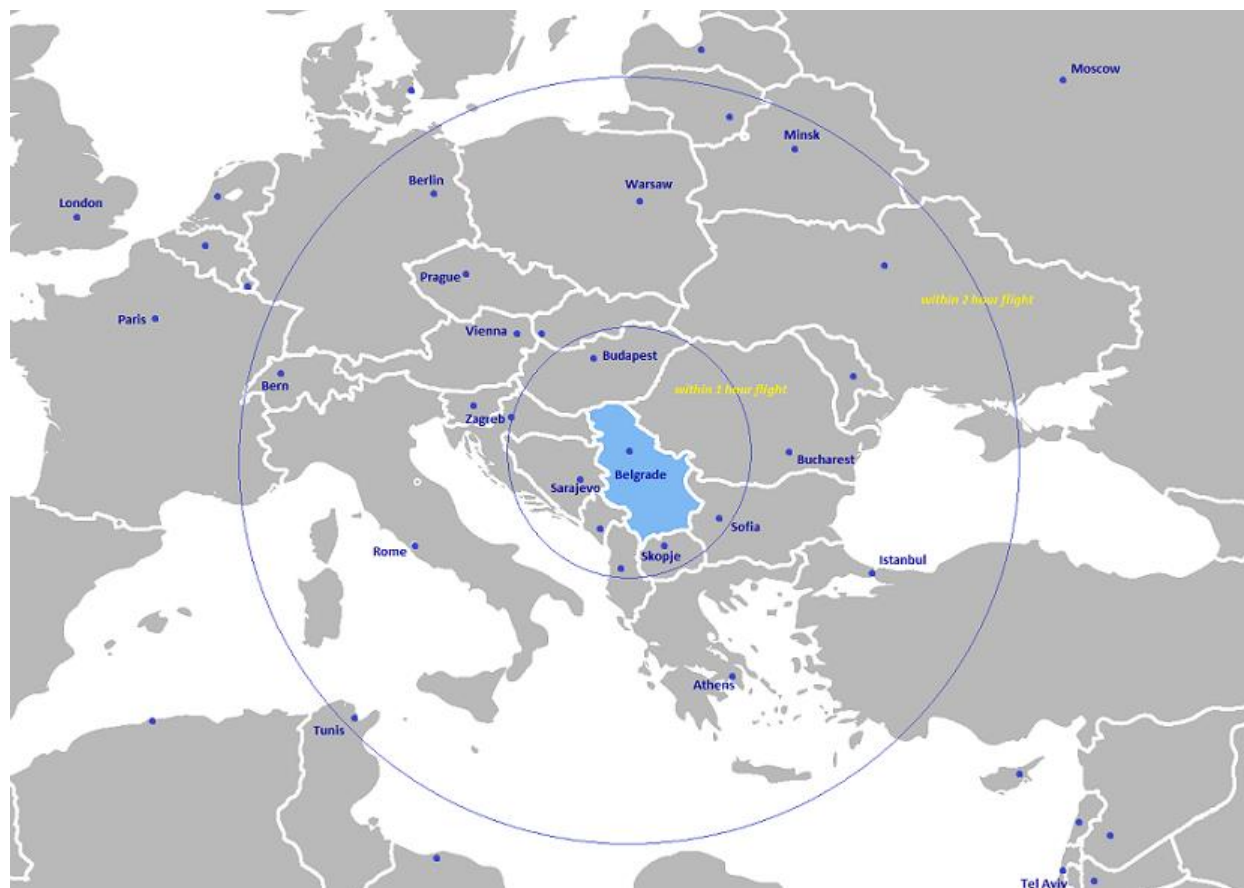 Moscow
Minsk
Berlin
Warsaw
London
Prague
within 2 hour flight
Paris
Vienna
Budapest
Bern
within 1 hour flight
Zagreb
Bucharest
Belgrade
Sarajevo
Sofia
Rome
Skopje
Istanbul
Athens
Tunis
Tel Aviv